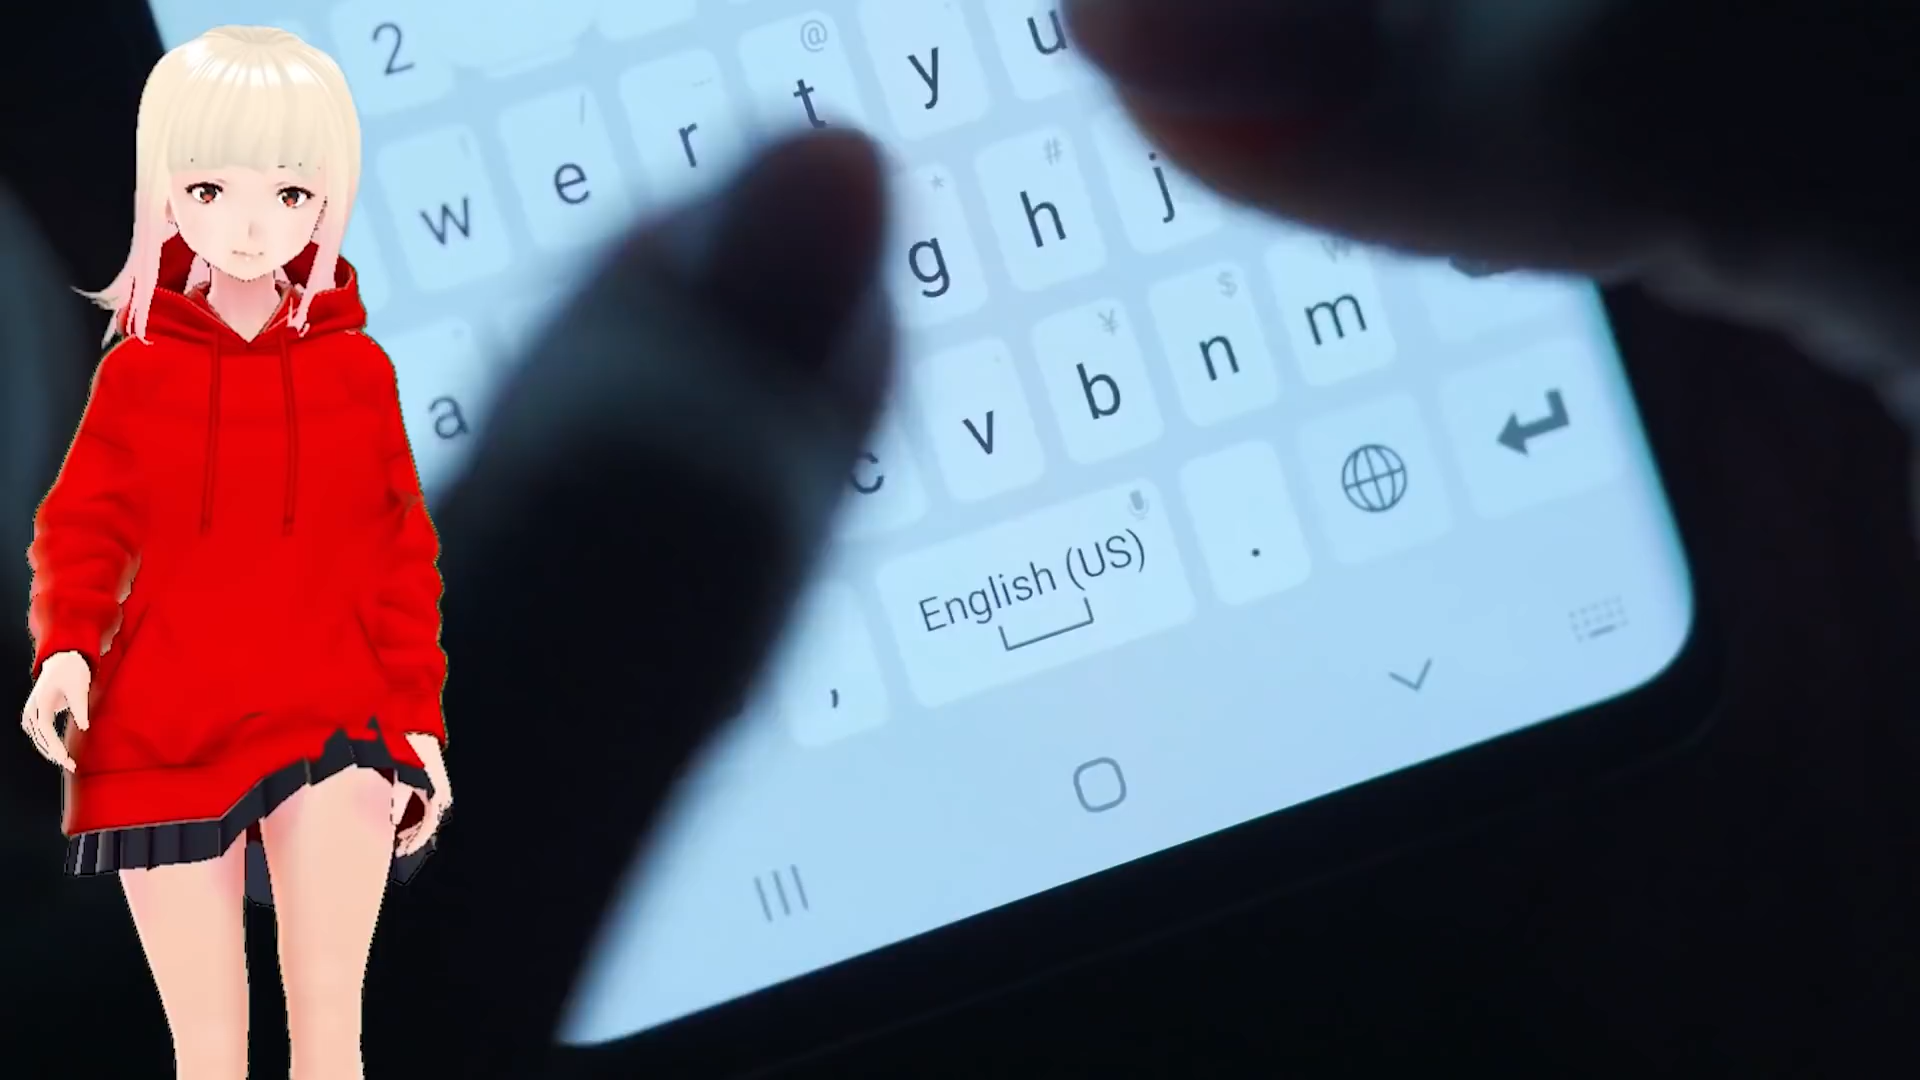 2
w e r t @ y u
a g * h # j
c v b ¥ n $ m
, English (US) .